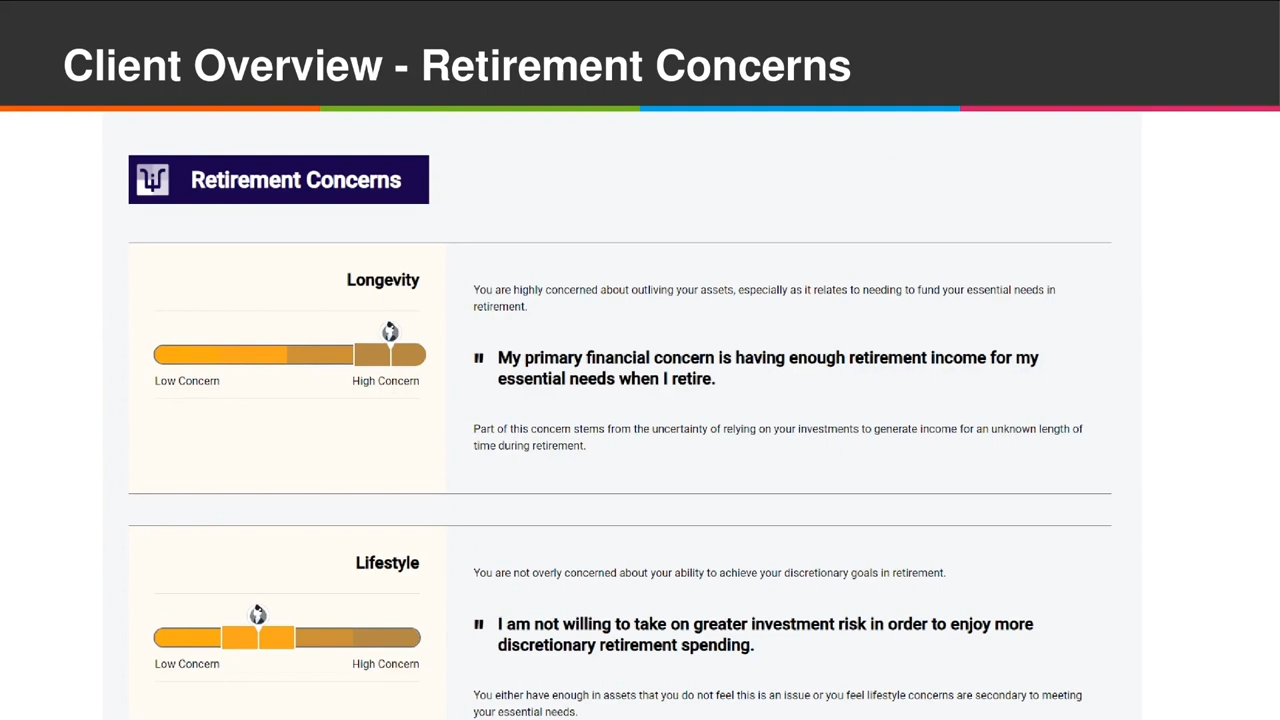 Client Overview - Retirement Concerns
Retirement Concerns
Longevity
Low Concern High Concern
You are highly concerned about outliving your assets, especially as it relates to needing to fund your essential needs in
retirement.
" My primary financial concern is having enough retirement income for my
essential needs when I retire.
Part of this concern stems from the uncertainty of relying on your investments to generate income for an unknown length of
time during retirement.
Lifestyle
Low Concern High Concern
You are not overly concerned about your ability to achieve your discretionary goals in retirement.
" I am not willing to take on greater investment risk in order to enjoy more
discretionary retirement spending.
You either have enough in assets that you do not feel this is an issue or you feel lifestyle concerns are secondary to meeting
your essential needs.